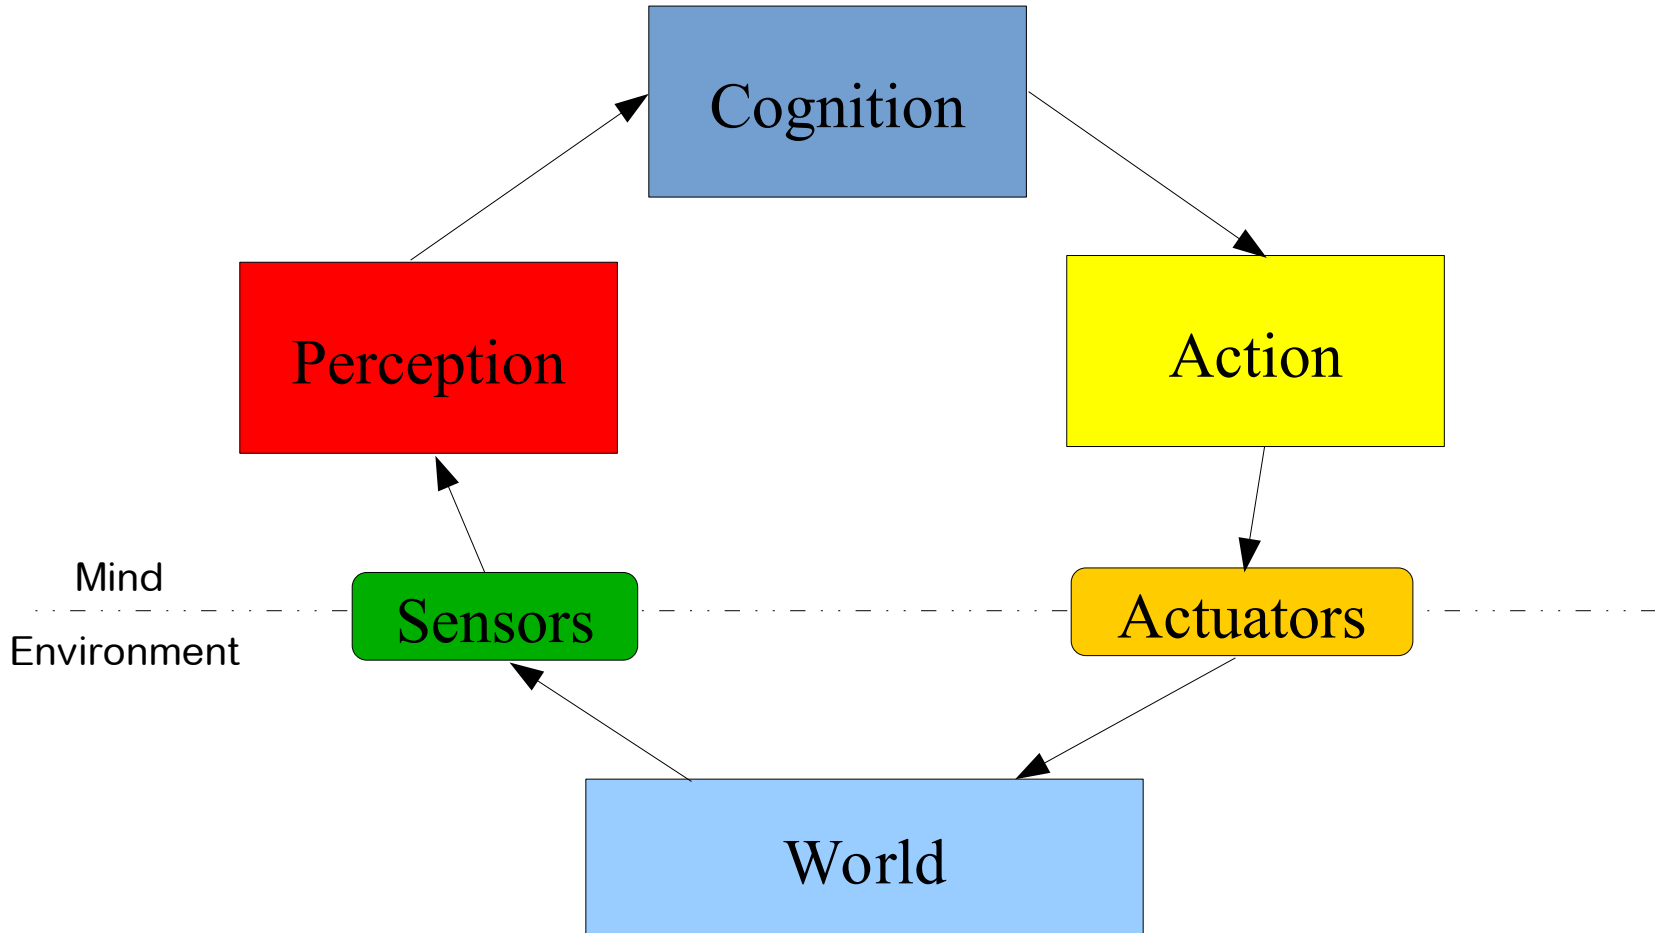 Cognition
Perception
Action
Mind
Sensors
Actuators
Environment
World